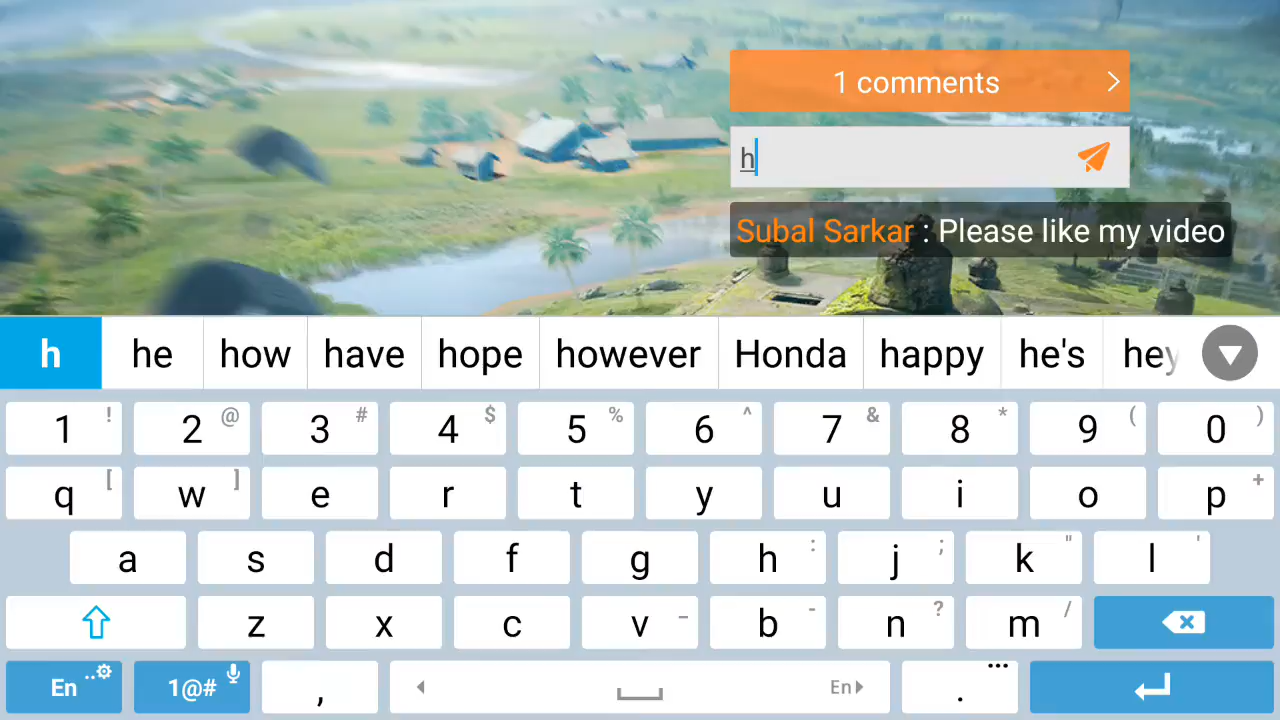 1 comments
h
Subal Sarkar : Please like my video
h he how have hope however Honda happy he's hey
1 ! 2 @ 3 # 4 $ 5 % 6 ^ 7 & 8 * 9 ( 0 )
q [ w ] e r t y u i o p +
a s d f g h : j ; k " l '
z x c v _ b - n ? m /
En 1@# , En . ...